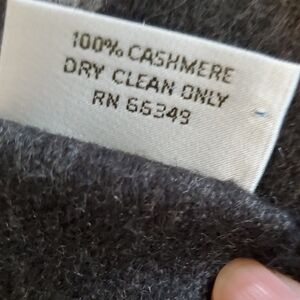 100% CASHMERE
DRY CLEAN ONLY
RN 66349